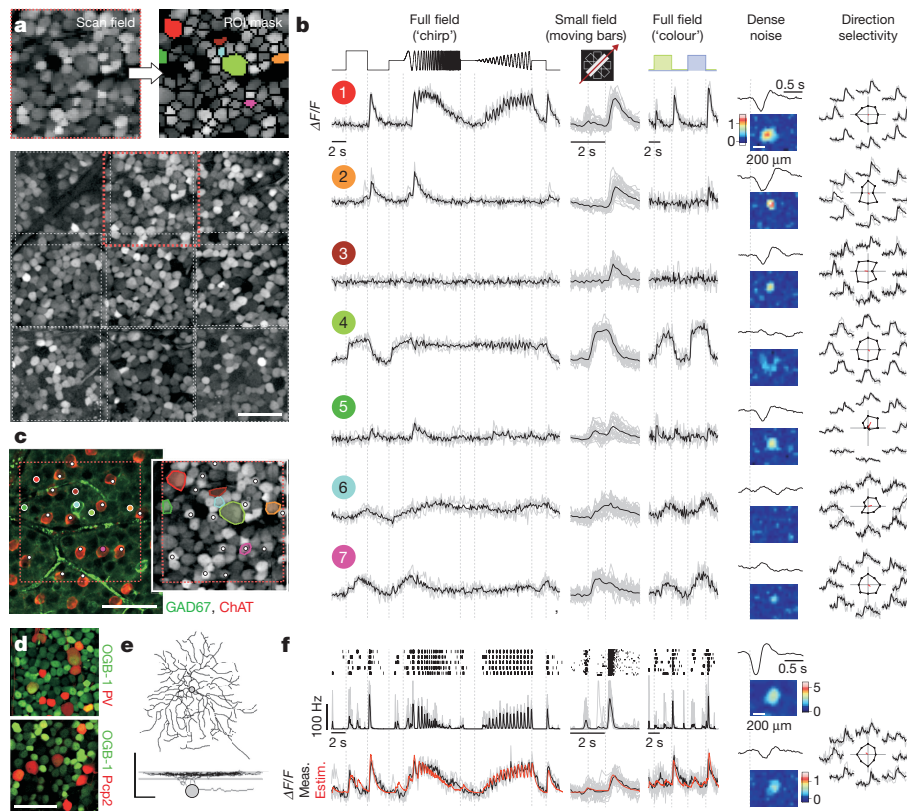 a
Scan field
ROI mask
b
Full field
('chirp')
Small field
(moving bars)
Full field
('colour')
Dense
noise
Direction
selectivity
1
ΔF/F
2 s
2 s
2 s
0.5 s
1
0
200 μm
2
3
4
5
6
7
,
c
GAD67, ChAT
d
OGB-1 PV
OGB-1 Pcp2
e
f
100 Hz
2 s
2 s
2 s
ΔF/F
Meas.
Estim.
0.5 s
5
0
200 μm
1
0